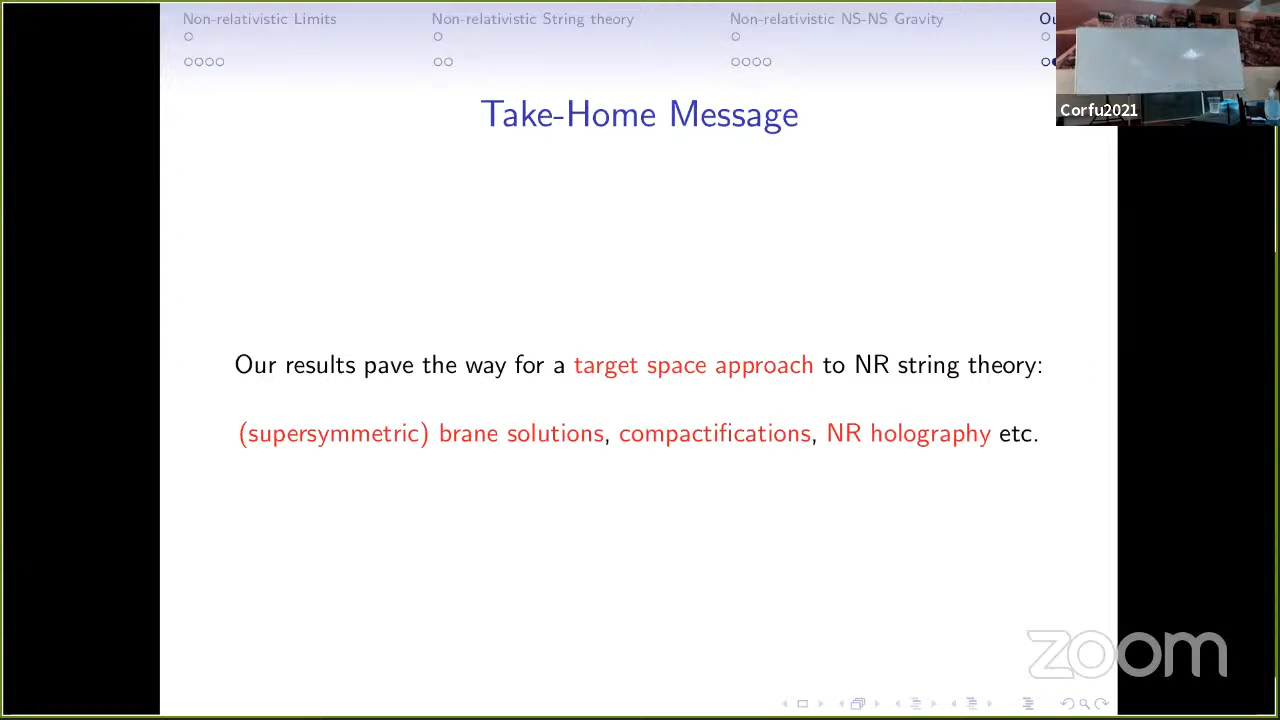 Non-relativistic Limits
Non-relativistic String theory
Non-relativistic NS-NS Gravity
Corfu2021
Take-Home Message
Our results pave the way for a target space approach to NR string theory:
(supersymmetric) brane solutions, compactifications, NR holography etc.
zoom